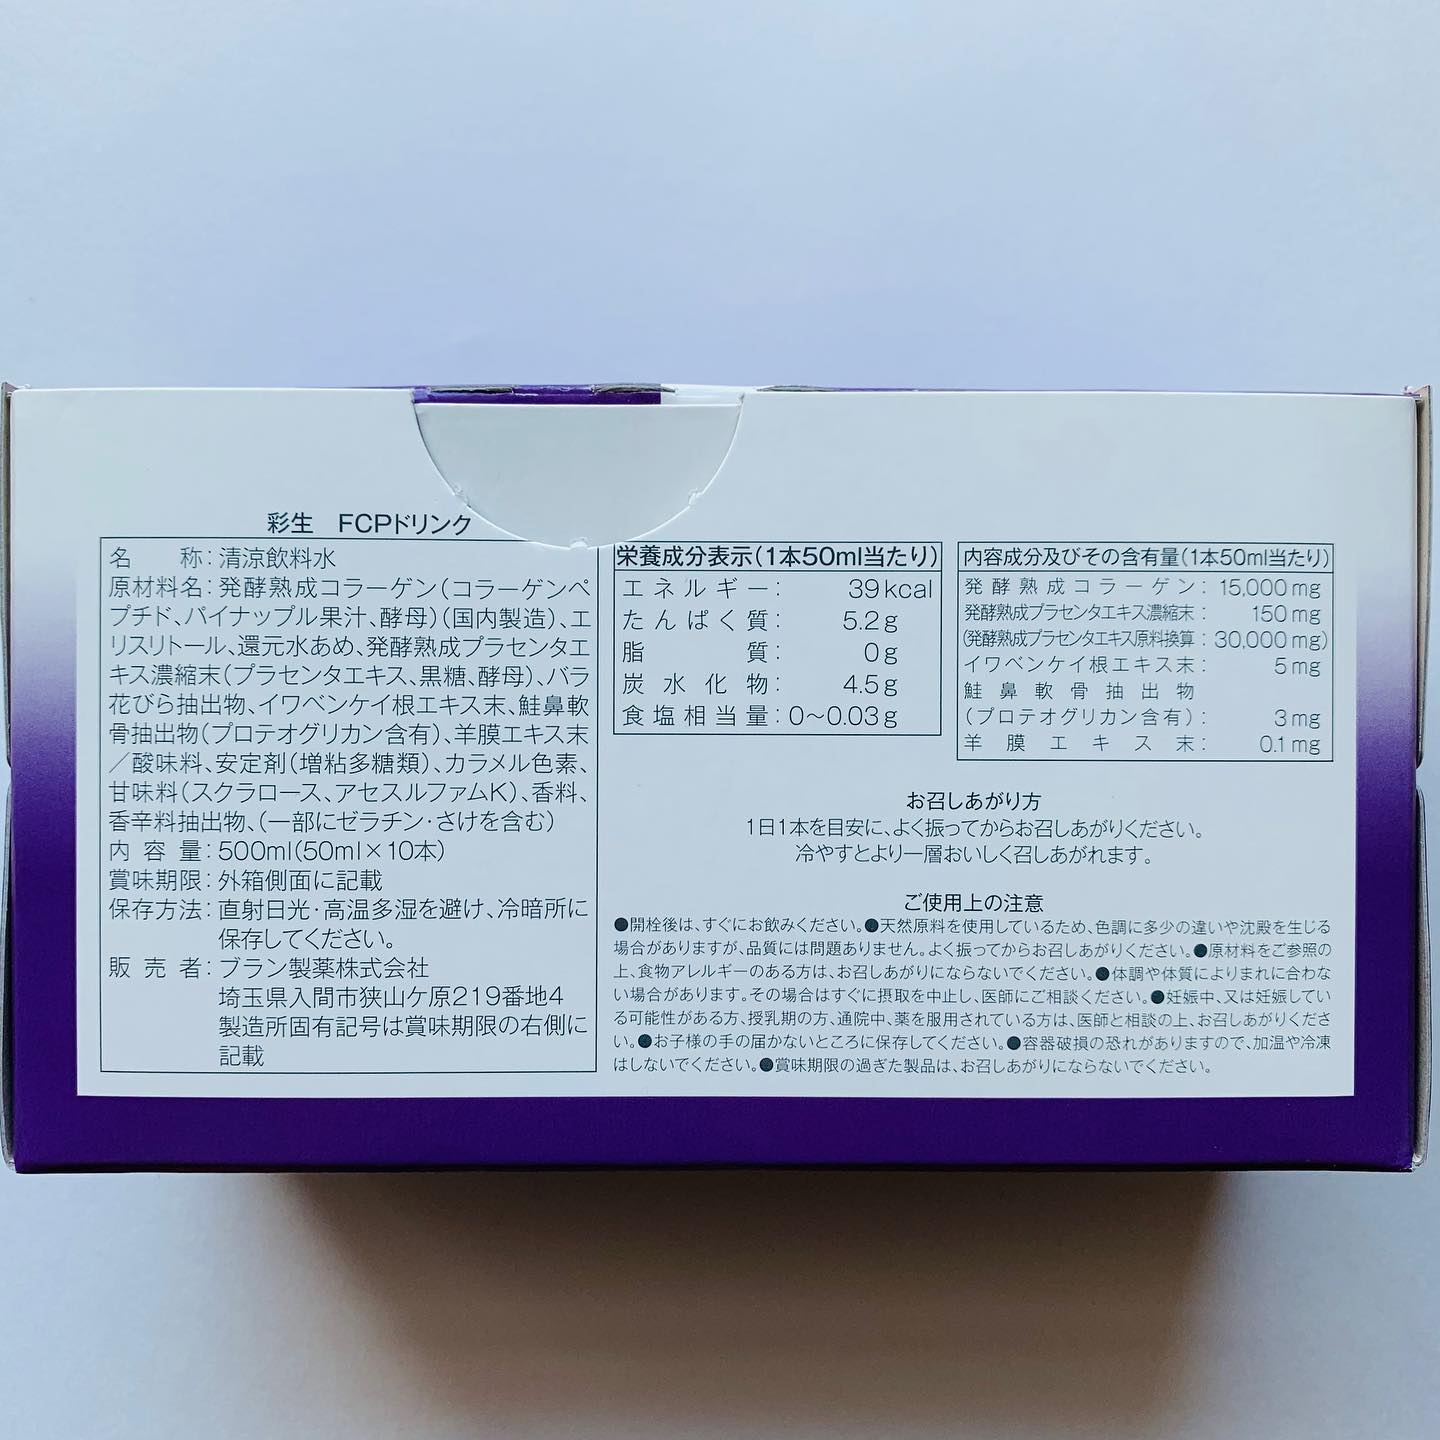 彩生　FCPドリンク
名　　称：清涼飲料水
原材料名：発酵熟成コラーゲン（コラーゲンペ
プチド、パイナップル果汁、酵母）（国内製造）、エ
リスリトール、還元水あめ、発酵熟成プラセンタエ
キス濃縮末（プラセンタエキス、黒糖、酵母）、バラ
花びら抽出物、イワベンケイ根エキス末、鮭鼻軟
骨抽出物（プロテオグリカン含有）、羊膜エキス末
／酸味料、安定剤（増粘多糖類）、カラメル色素、
甘味料（スクラロース、アセスルファムK）、香料、
香辛料抽出物、（一部にゼラチン・さけを含む）
内容量：500ml（50ml×10本）
賞味期限：外箱側面に記載
保存方法：直射日光・高温多湿を避け、冷暗所に
保存してください。
販売者：ブラン製薬株式会社
埼玉県入間市狭山ケ原219番地4
製造所固有記号は賞味期限の右側に
記載
栄養成分表示（1本50ml当たり）
エネルギー：　39kcal
たんぱく質：　5.2g
脂　　質：　0g
炭水化物：　4.5g
食塩相当量：0～0.03g
内容成分及びその含有量（1本50ml当たり）
発酵熟成コラーゲン：15,000mg
発酵熟成プラセンタエキス濃縮末：150mg
（発酵熟成プラセンタエキス原料換算：30,000mg）
イワベンケイ根エキス末：5mg
鮭鼻軟骨抽出物
（プロテオグリカン含有）：3mg
羊膜エキス末：0.1mg
お召しあがり方
1日1本を目安に、よく振ってからお召しあがりください。
冷やすとより一層おいしく召しあがれます。
ご使用上の注意
●開栓後は、すぐにお飲みください。●天然原料を使用しているため、色調に多少の違いや沈殿を生じる
場合がありますが、品質には問題ありません。よく振ってからお召しあがりください。●原材料をご参照の
上、食物アレルギーのある方は、お召しあがりにならないでください。●体調や体質によりまれに合わな
い場合があります。その場合はすぐに摂取を中止し、医師にご相談ください。●妊娠中、又は妊娠してい
る可能性がある方、授乳期の方、通院中、薬を服用されている方は、医師と相談の上、お召しあがりくださ
い。●お子様の手の届かないところに保存してください。●容器破損の恐れがありますので、加温や冷凍
はしないでください。●賞味期限の過ぎた製品は、お召しあがりにならないでください。